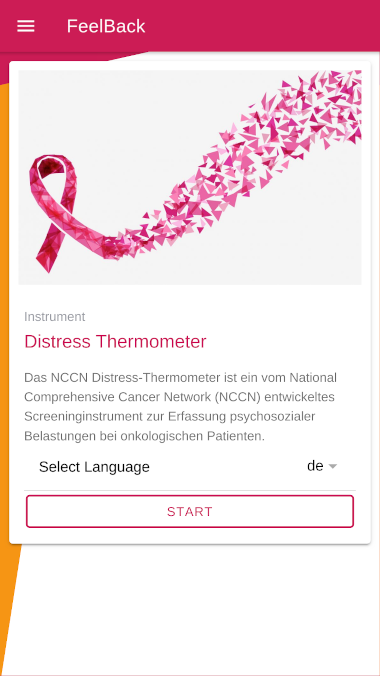 FeelBack
Instrument
Distress Thermometer
Das NCCN Distress-Thermometer ist ein vom National
Comprehensive Cancer Network (NCCN) entwickeltes
Screeninginstrument zur Erfassung psychosozialer
Belastungen bei onkologischen Patienten.
Select Language de
START